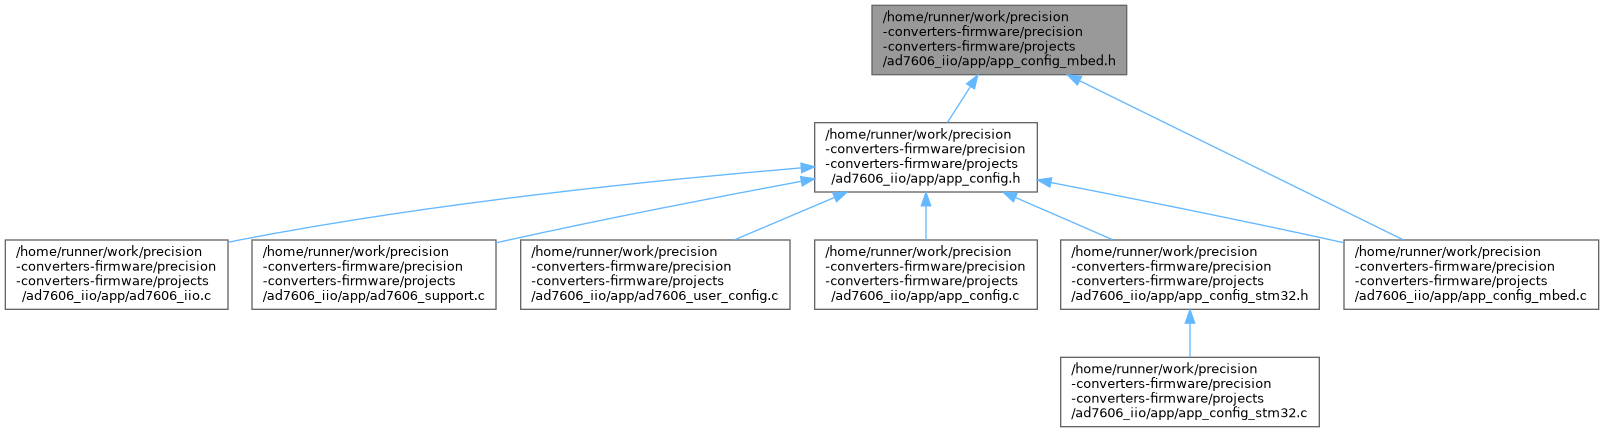 /home/runner/work/precision
-converters-firmware/precision
-converters-firmware/projects
/ad7606_iio/app/app_config_mbed.h
/home/runner/work/precision
-converters-firmware/precision
-converters-firmware/projects
/ad7606_iio/app/app_config.h
/home/runner/work/precision
-converters-firmware/precision
-converters-firmware/projects
/ad7606_iio/app/ad7606_iio.c
/home/runner/work/precision
-converters-firmware/precision
-converters-firmware/projects
/ad7606_iio/app/ad7606_support.c
/home/runner/work/precision
-converters-firmware/precision
-converters-firmware/projects
/ad7606_iio/app/ad7606_user_config.c
/home/runner/work/precision
-converters-firmware/precision
-converters-firmware/projects
/ad7606_iio/app/app_config.c
/home/runner/work/precision
-converters-firmware/precision
-converters-firmware/projects
/ad7606_iio/app/app_config_stm32.h
/home/runner/work/precision
-converters-firmware/precision
-converters-firmware/projects
/ad7606_iio/app/app_config_mbed.c
/home/runner/work/precision
-converters-firmware/precision
-converters-firmware/projects
/ad7606_iio/app/app_config_stm32.c